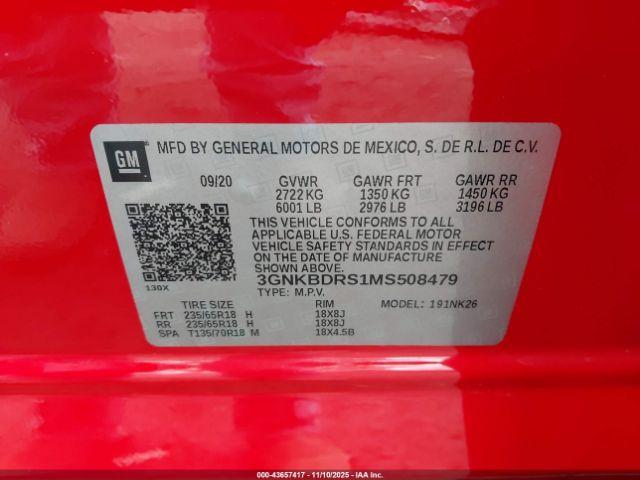 GM
MFD BY GENERAL MOTORS DE MEXICO, S. DE R.L. DE C.V.
09/20 GVWR GAWR FRT GAWR RR
2722 KG 1350 KG 1450 KG
6001 LB 2976 LB 3196 LB
THIS VEHICLE CONFORMS TO ALL
APPLICABLE U.S. FEDERAL MOTOR
VEHICLE SAFETY STANDARDS IN EFFECT ON
THE DATE OF MANUFACTURE
SHOWN ABOVE.
3GNKBDRS1MS508479
130X TYPE: M.P.V.
TIRE SIZE RIM MODEL: 191NK26
FRT 235/65R18 H 18X8J
RR 235/65R18 H 18X8J
SPA T135/70R18 M 18X4.5B
000-43657417 - 11/10/2025 - IAA Inc.